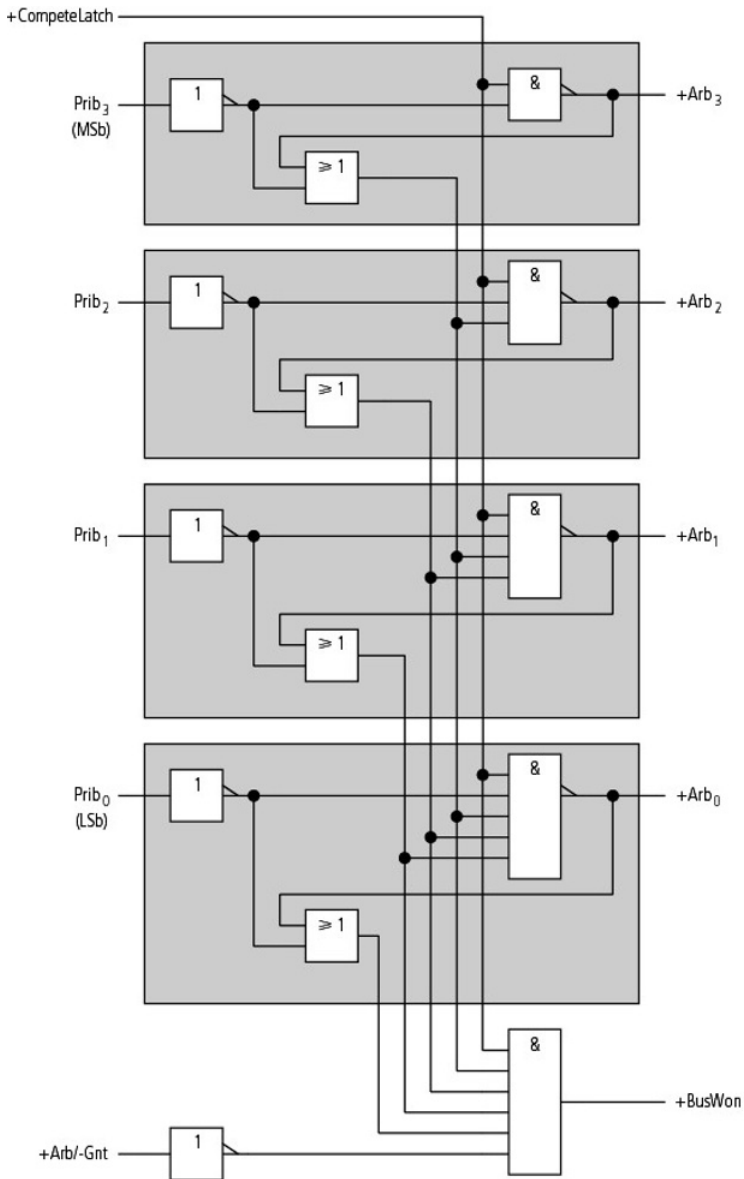 +CompeteLatch
1
&
Prib3
(MSb)
+Arb3
⩾ 1
1
&
Prib2
+Arb2
⩾ 1
1
&
Prib1
+Arb1
⩾ 1
1
&
Prib0
(LSb)
+Arb0
⩾ 1
&
+BusWon
1
+Arb/-Gnt